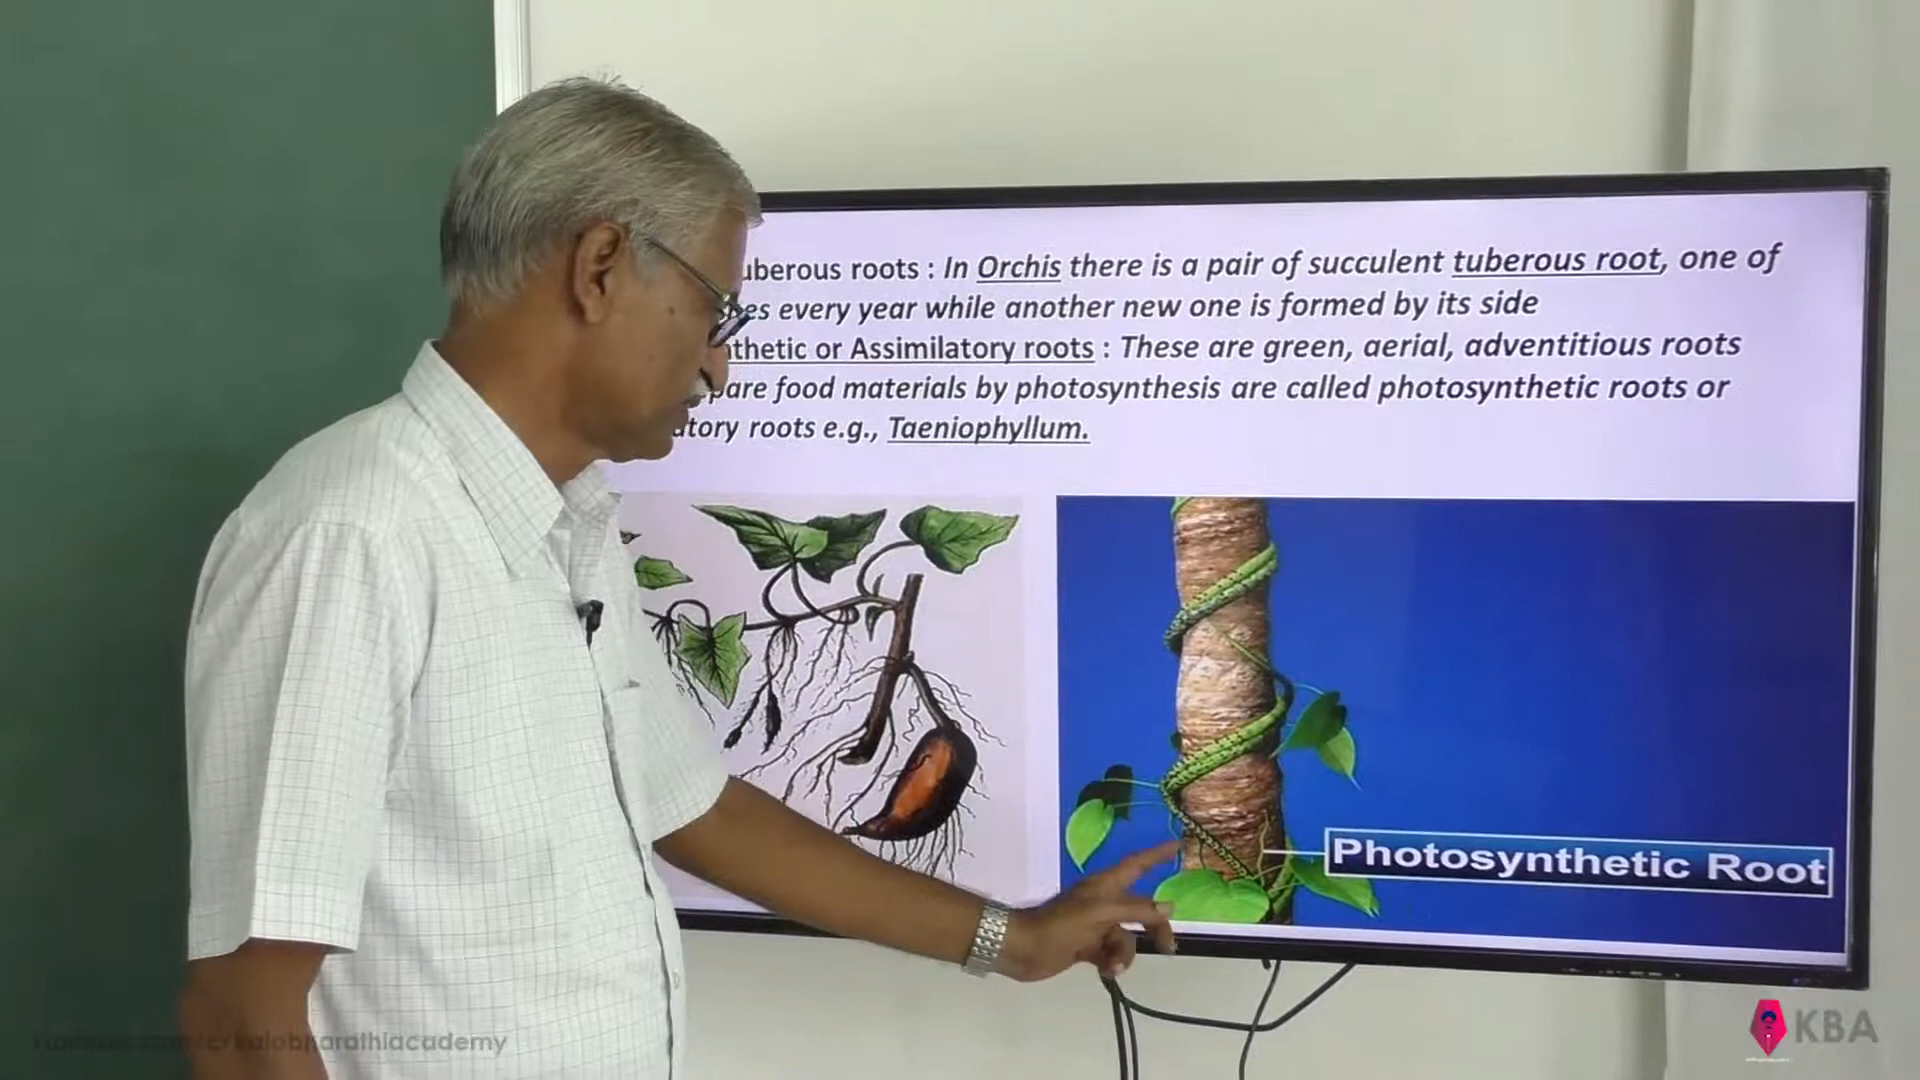 uberous roots : In Orchis there is a pair of succulent tuberous root, one of
es every year while another new one is formed by its side
thetic or Assimilatory roots : These are green, aerial, adventitious roots
pare food materials by photosynthesis are called photosynthetic roots or
tory roots e.g., Taeniophyllum.
Photosynthetic Root
KBA